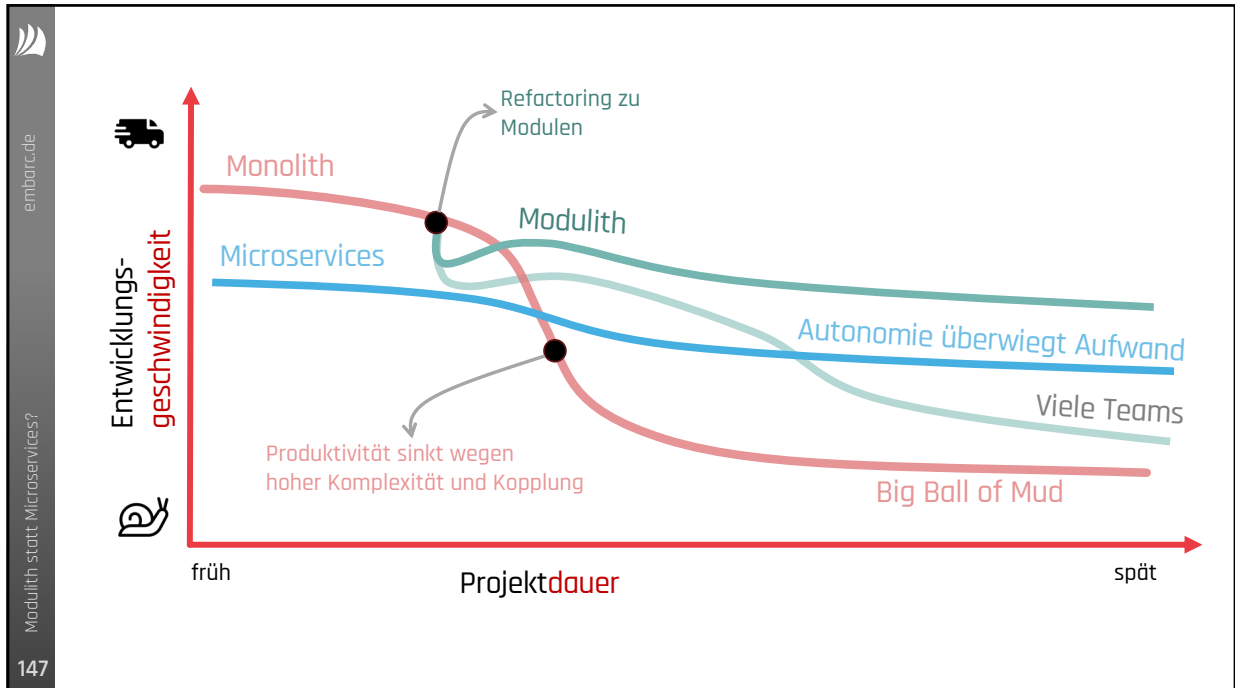 embarc.de
Modulith statt Microservices?
147
Entwicklungs-
geschwindigkeit
Refactoring zu
Modulen
Monolith
Modulith
Microservices
Autonomie überwiegt Aufwand
Viele Teams
Produktivität sinkt wegen
hoher Komplexität und Kopplung
Big Ball of Mud
früh
Projektdauer
spät